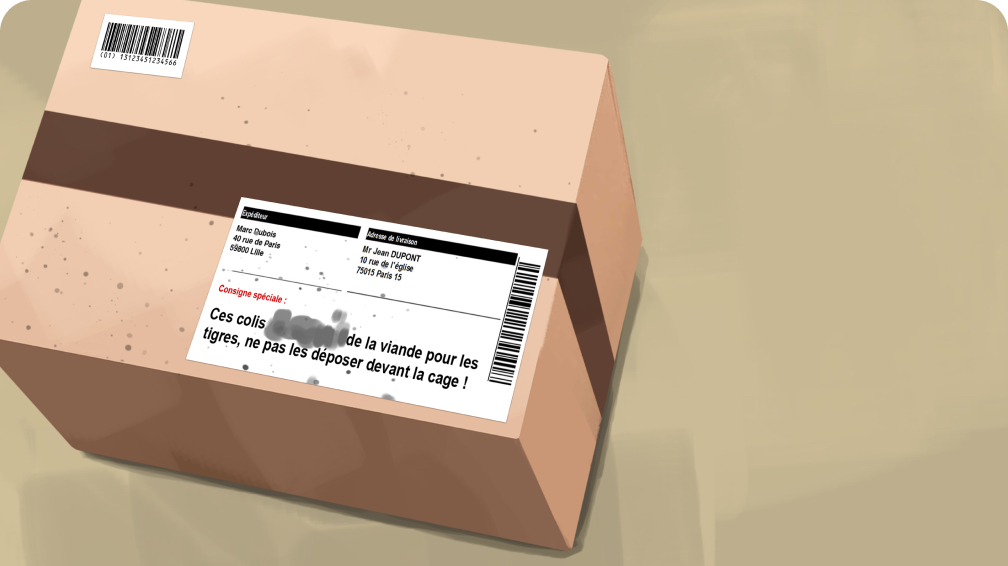 (01) 13123451234566
Expéditeur
Marc Dubois
40 rue de Paris
59800 Lille
Adresse de livraison
Mr Jean DUPONT
10 rue de l'église
75015 Paris 15
Consigne spéciale :
Ces colis de la viande pour les
tigres, ne pas les déposer devant la cage !